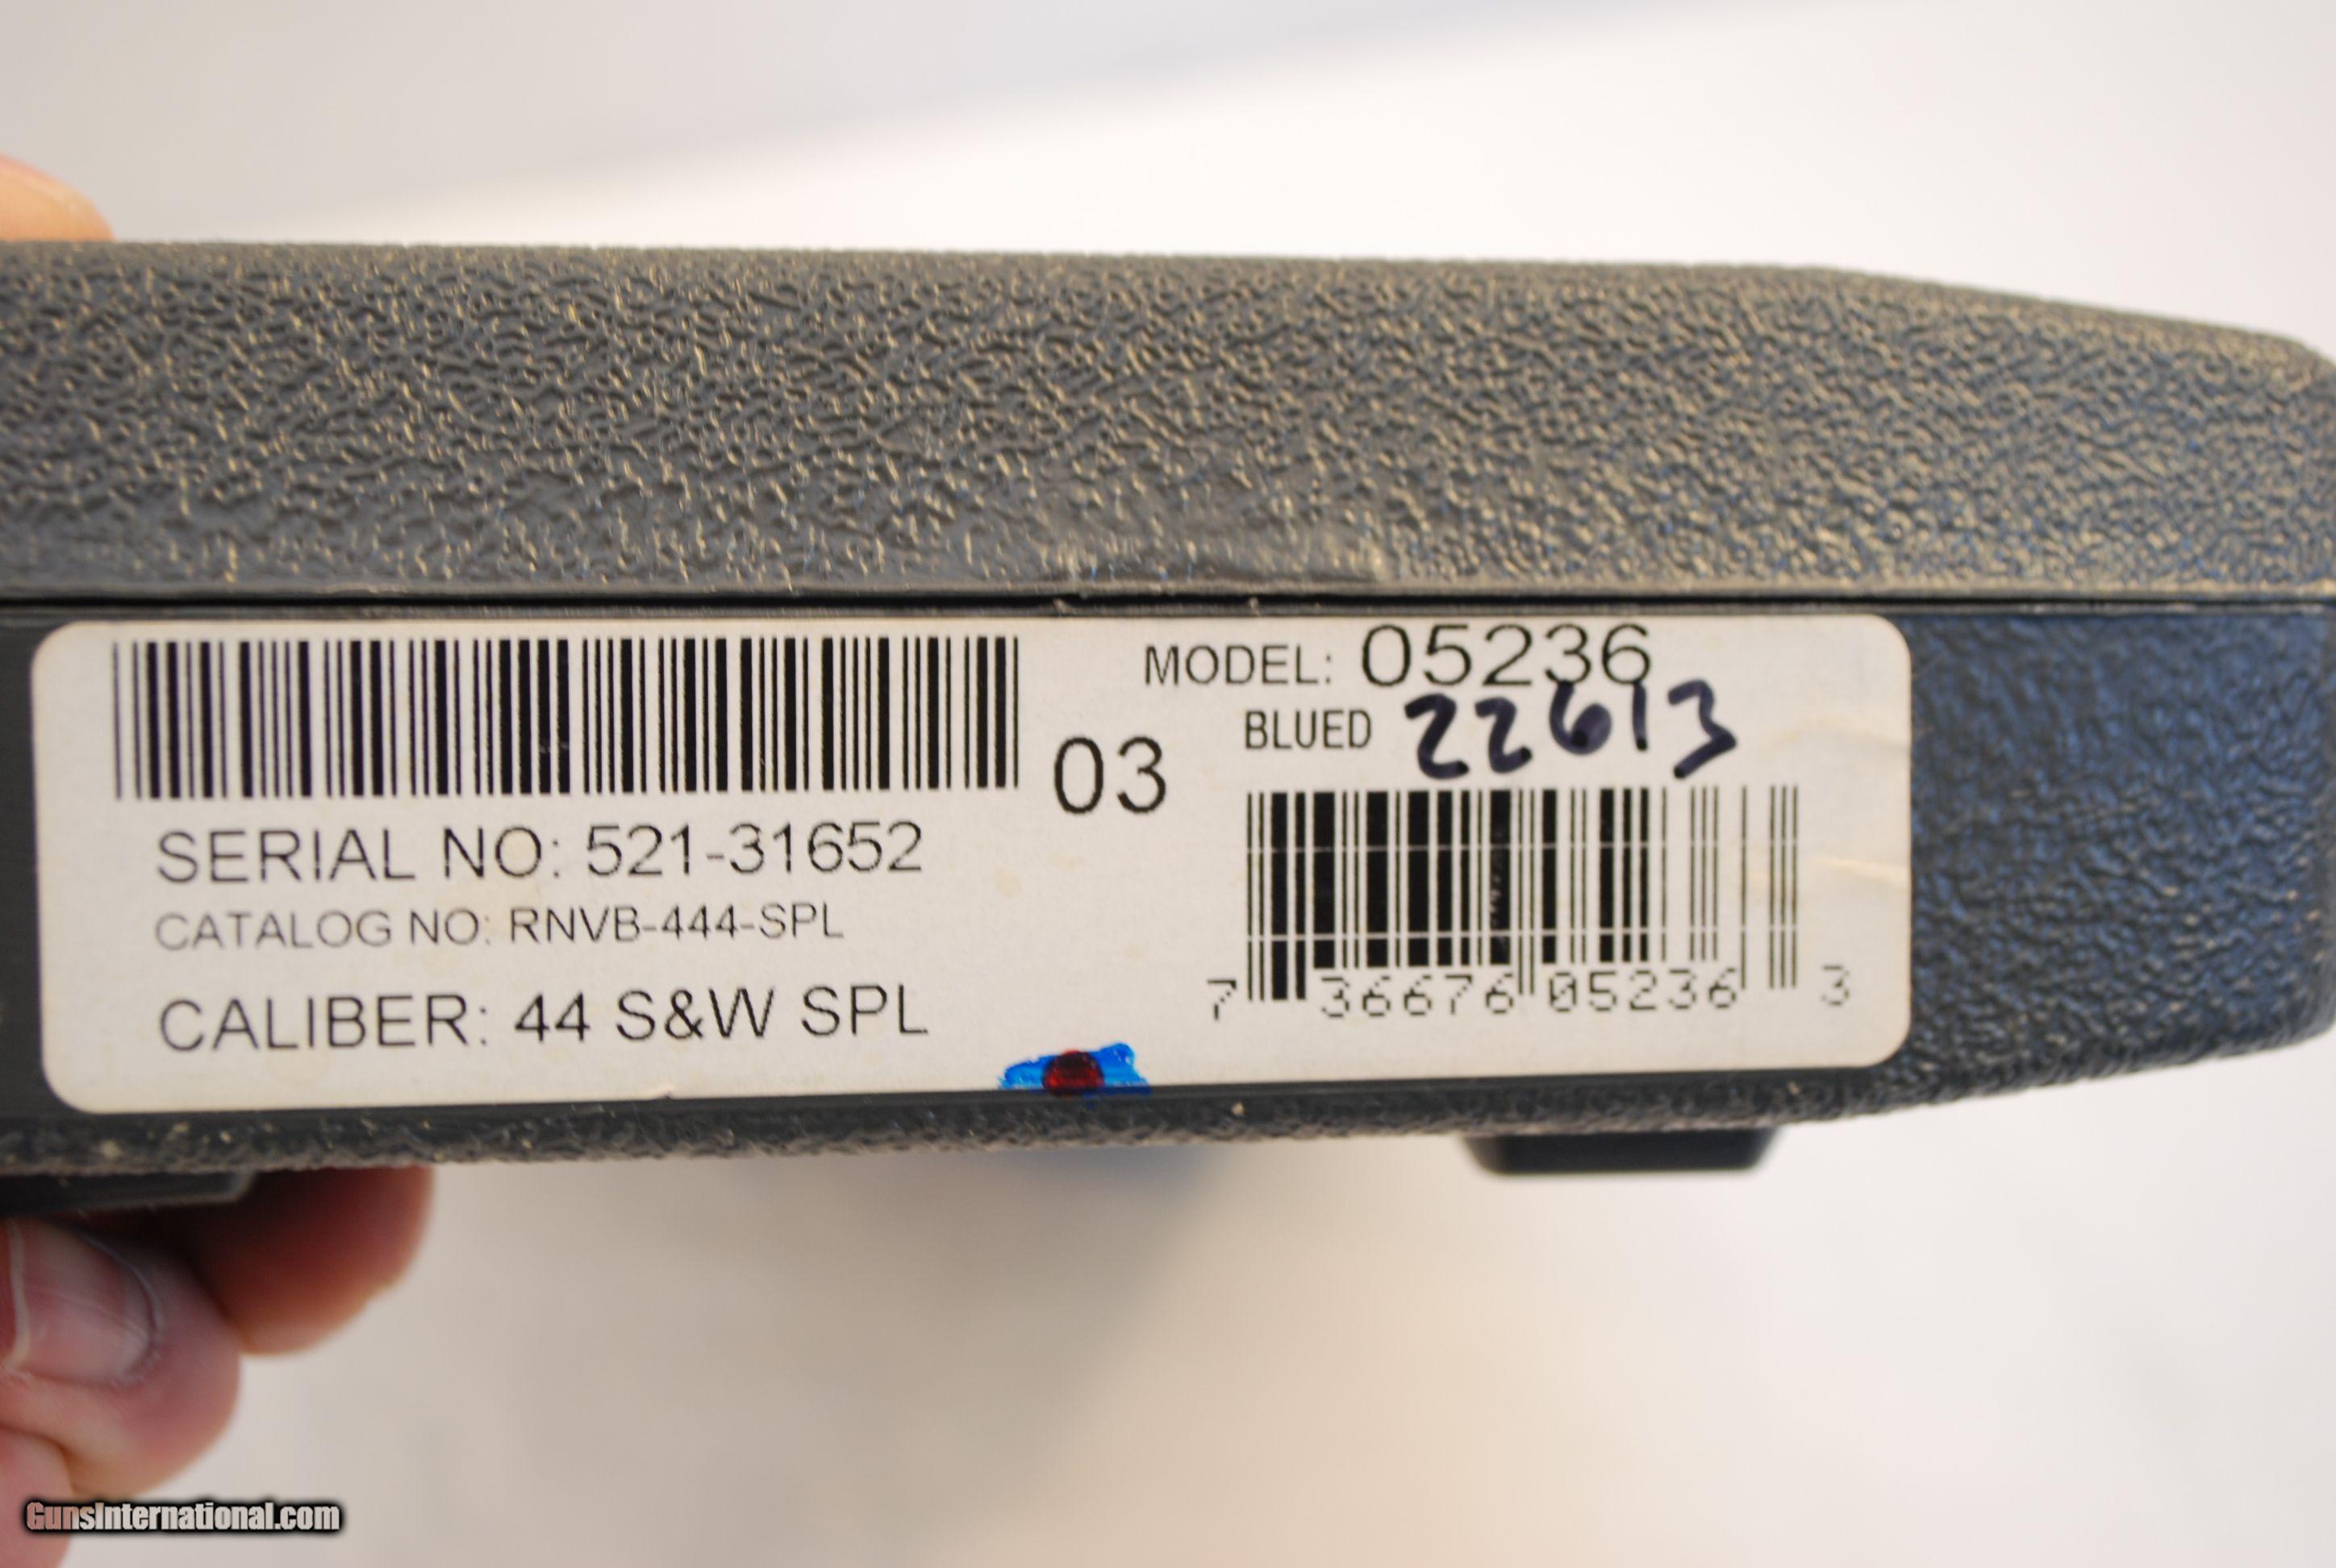 MODEL: 05236
BLUED 22613
03
SERIAL NO: 521-31652
CATALOG NO: RNVB-444-SPL
CALIBER: 44 S&W SPL
7 36676 05236 3
GunsInternational.com